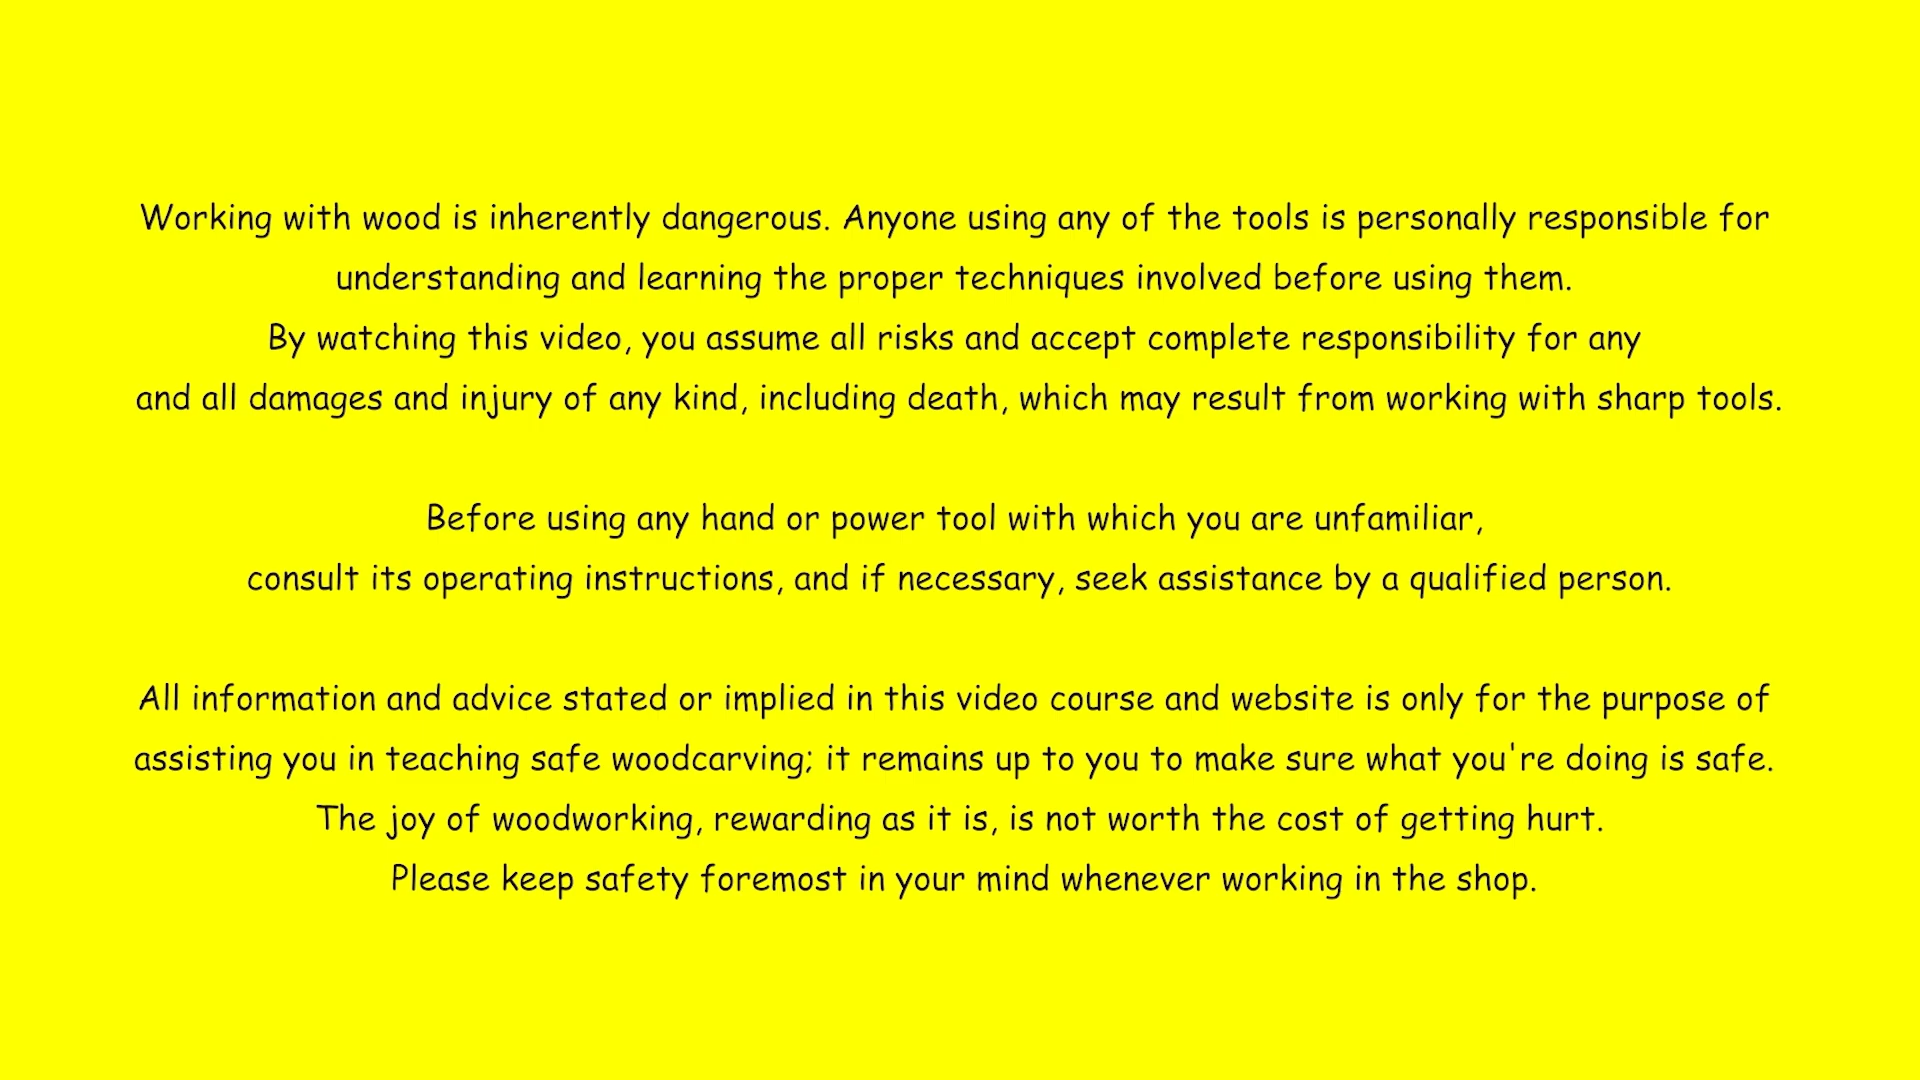 Working with wood is inherently dangerous. Anyone using any of the tools is personally responsible for
understanding and learning the proper techniques involved before using them.
By watching this video, you assume all risks and accept complete responsibility for any
and all damages and injury of any kind, including death, which may result from working with sharp tools.
Before using any hand or power tool with which you are unfamiliar,
consult its operating instructions, and if necessary, seek assistance by a qualified person.
All information and advice stated or implied in this video course and website is only for the purpose of
assisting you in teaching safe woodcarving; it remains up to you to make sure what you're doing is safe.
The joy of woodworking, rewarding as it is, is not worth the cost of getting hurt.
Please keep safety foremost in your mind whenever working in the shop.